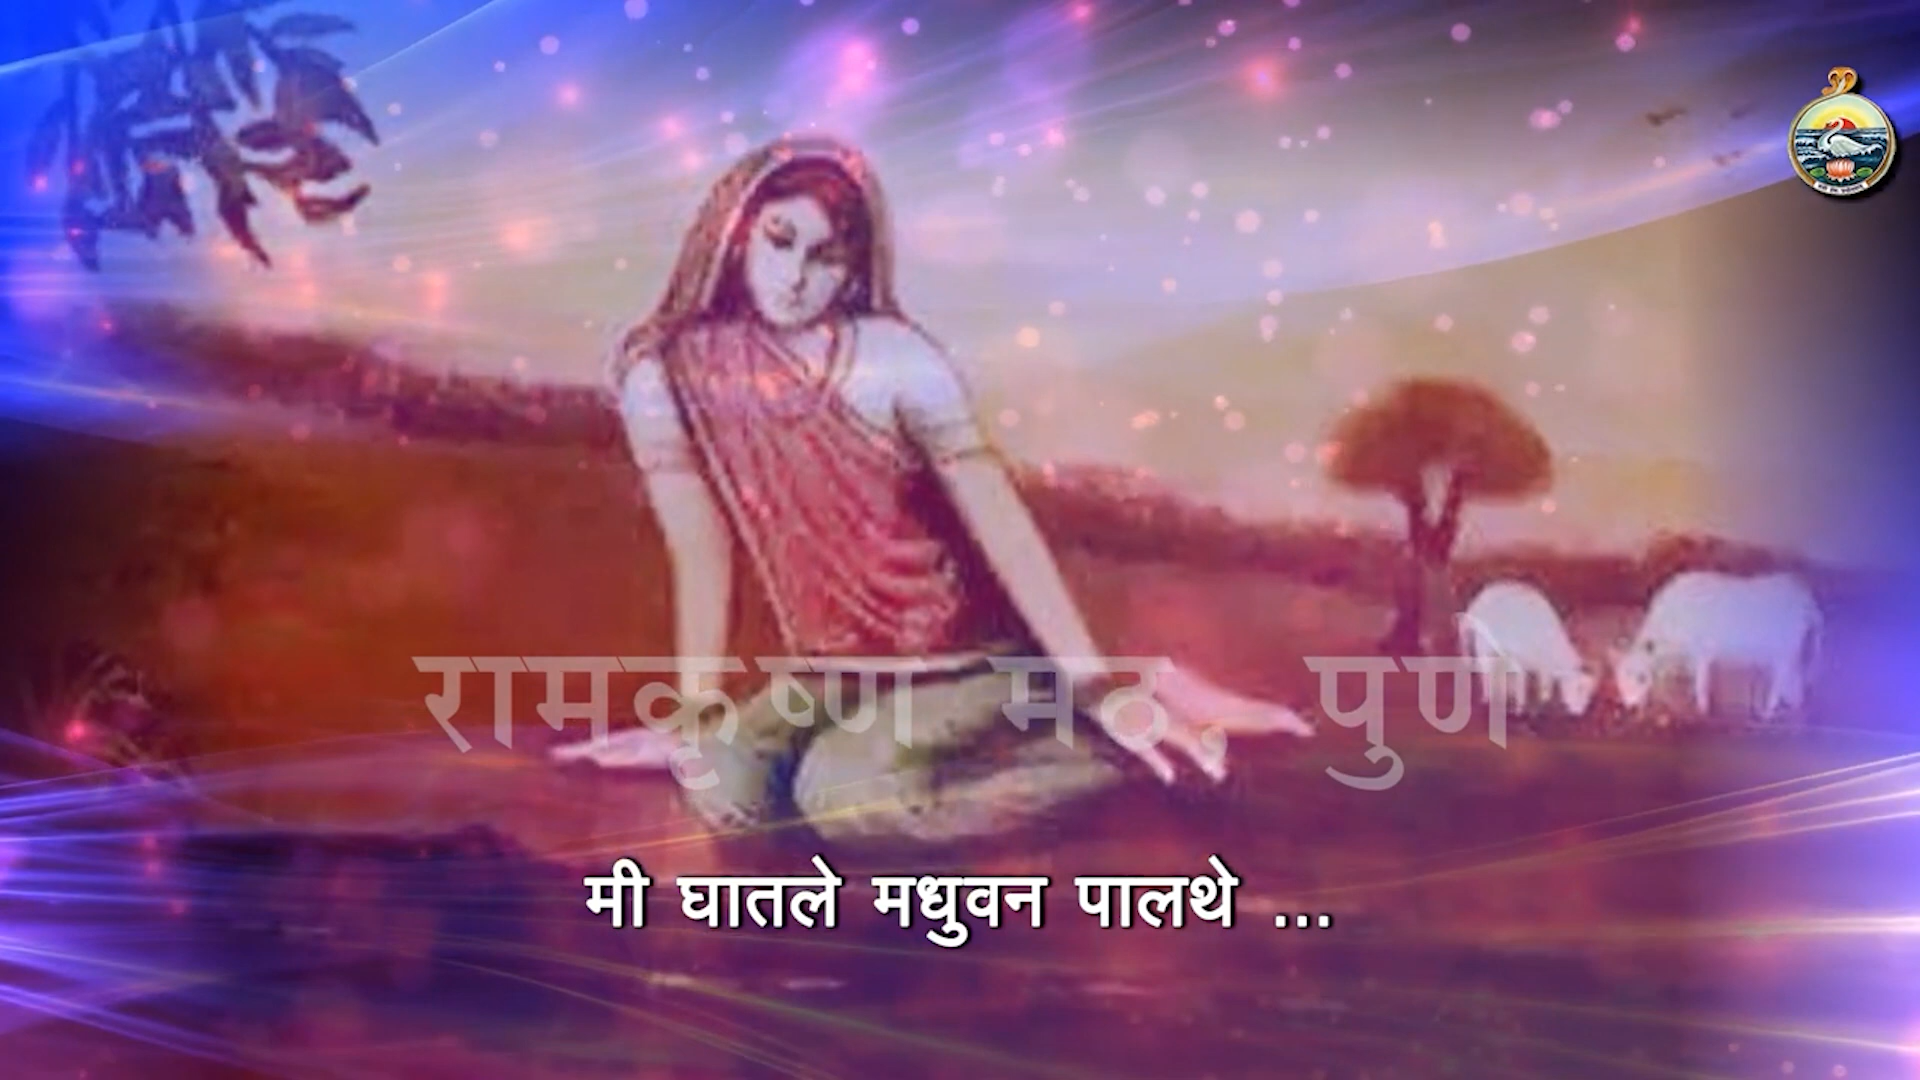 रामकृष्ण मठ, पुणे
मी घातले मधुवन पालथे ...